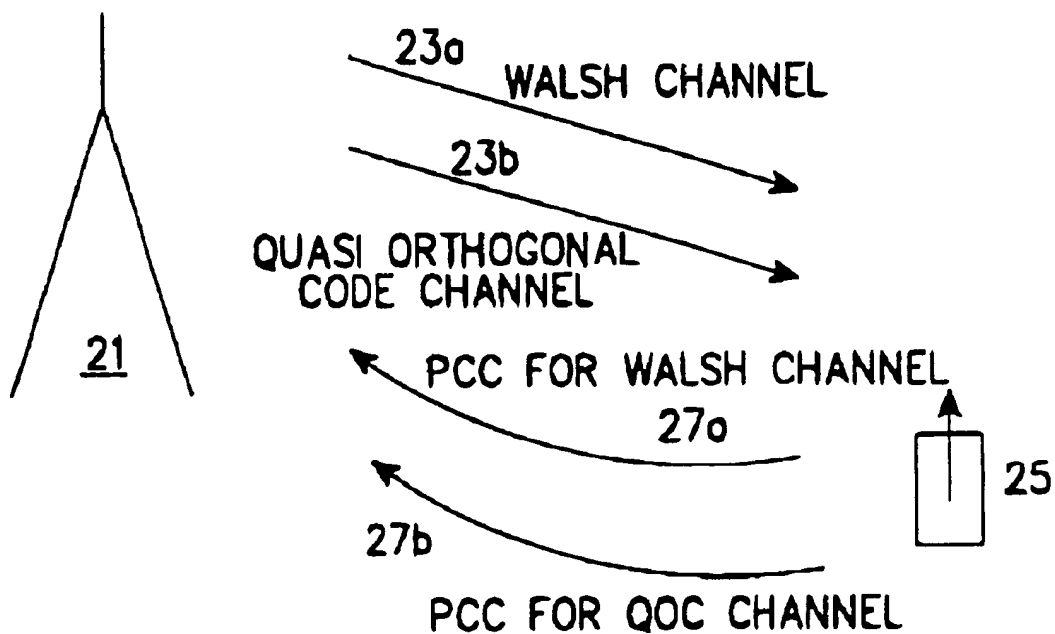 23a
WALSH CHANNEL
23b
QUASI ORTHOGONAL
CODE CHANNEL
21
PCC FOR WALSH CHANNEL
27a
25
27b
PCC FOR QOC CHANNEL